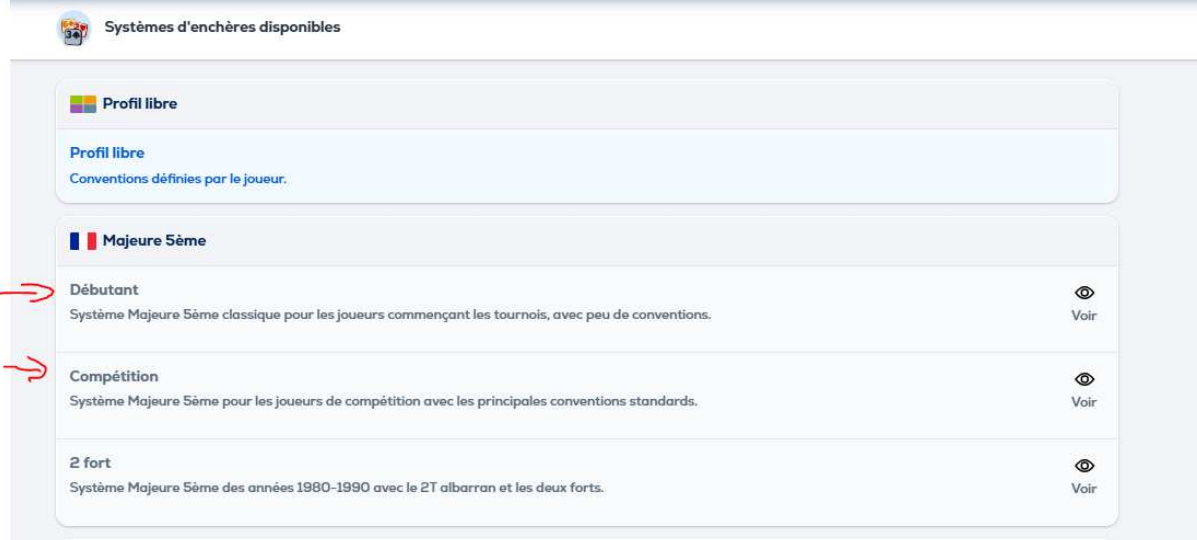 Systèmes d'enchères disponibles
Profil libre
Profil libre
Conventions définies par le joueur.
Majeure 5ème
Débutant
Système Majeure 5ème classique pour les joueurs commençant les tournois, avec peu de conventions.
Voir
Compétition
Système Majeure 5ème pour les joueurs de compétition avec les principales conventions standards.
Voir
2 fort
Système Majeure 5ème des années 1980-1990 avec le 2T albarran et les deux forts.
Voir